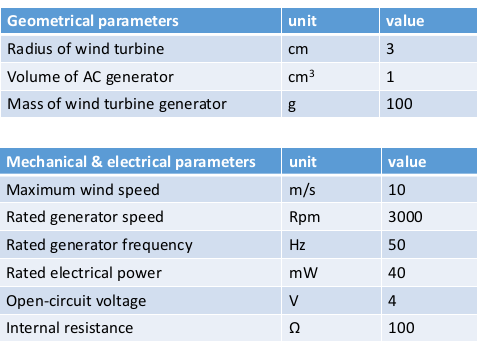 Geometrical parameters unit value
Radius of wind turbine cm 3
Volume of AC generator cm³ 1
Mass of wind turbine generator g 100
Mechanical & electrical parameters unit value
Maximum wind speed m/s 10
Rated generator speed Rpm 3000
Rated generator frequency Hz 50
Rated electrical power mW 40
Open-circuit voltage V 4
Internal resistance Ω 100